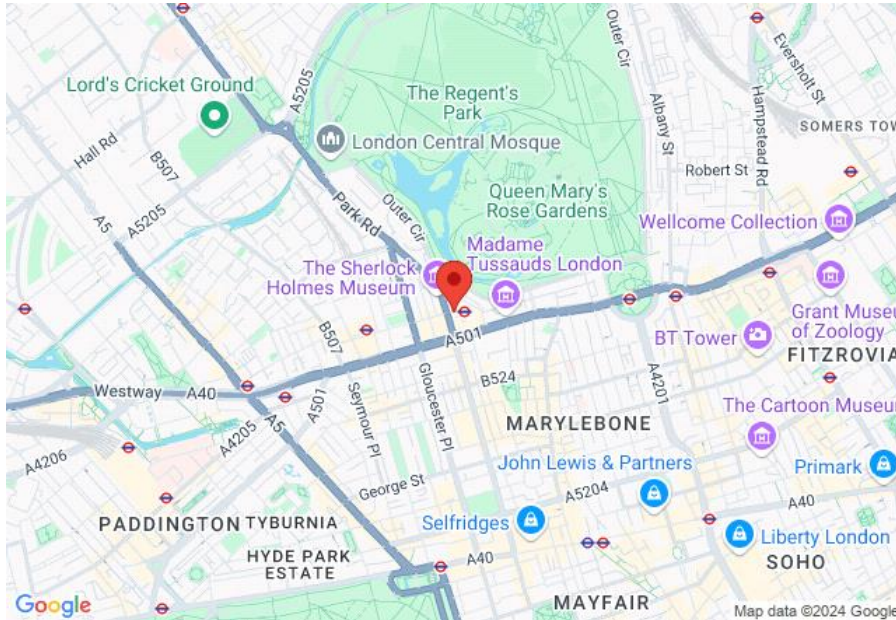 Lord's Cricket Ground
A5205
Outer Cir
Eversholt St
The Regent's
Park
Albany St
Hampstead Rd
SOMERS TOW
Hall Rd
B507
London Central Mosque
Robert St
A5
A5205
Park Rd
Outer Cir
Queen Mary's
Rose Gardens
Wellcome Collection
The Sherlock
Holmes Museum
Madame
Tussauds London
B507
Grant Museu
of Zoology
A501
BT Tower
FITZROVIA
Westway
A40
A501
Seymour Pl
Gloucester Pl
B524
A4201
A5
A4205
MARYLEBONE
The Cartoon Museum
A4206
John Lewis & Partners
George St
A5204
Primark
A40
PADDINGTON
TYBURNIA
Selfridges
Liberty London
HYDE PARK
ESTATE
A40
SOHO
MAYFAIR
Google
Map data ©2024 Google